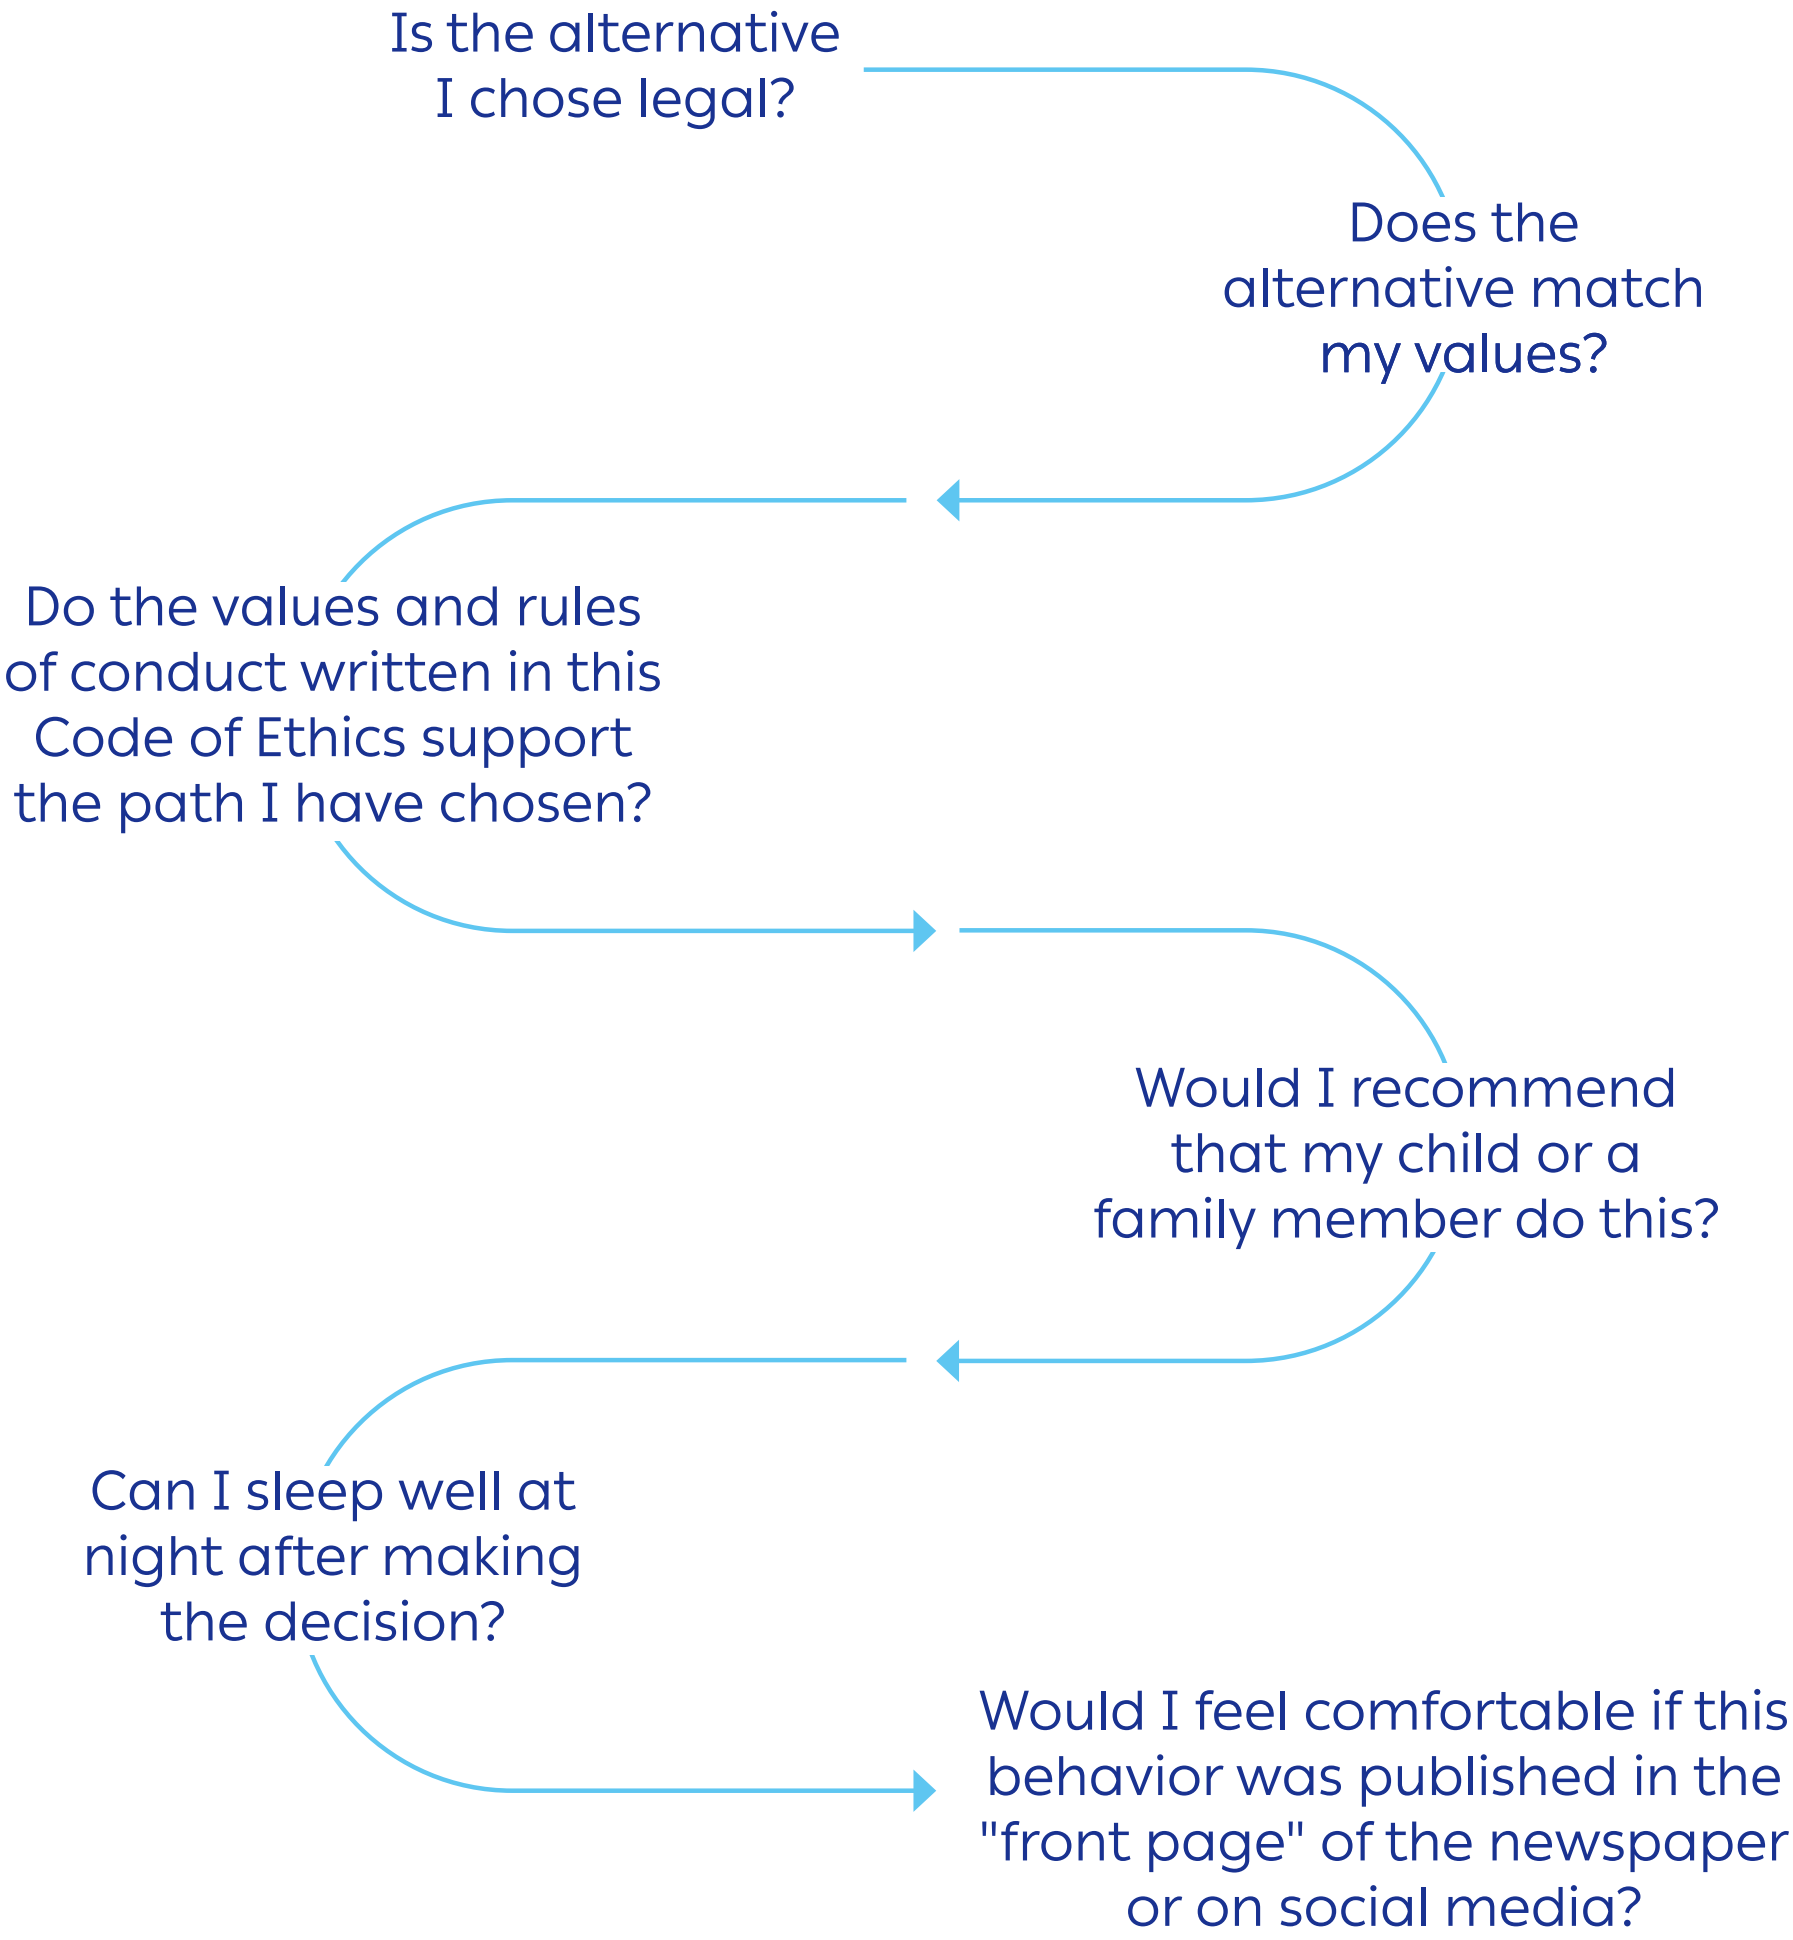 Is the alternative
I chose legal?
Does the
alternative match
my values?
Do the values and rules
of conduct written in this
Code of Ethics support
the path I have chosen?
Would I recommend
that my child or a
family member do this?
Can I sleep well at
night after making
the decision?
Would I feel comfortable if this
behavior was published in the
"front page" of the newspaper
or on social media?